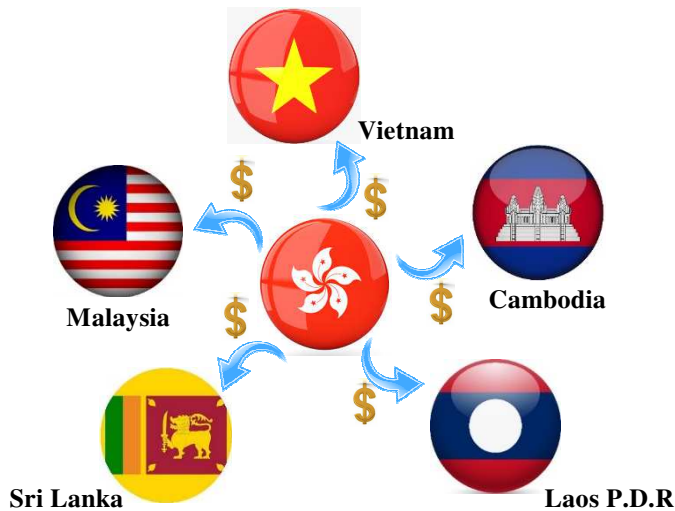 Vietnam
Malaysia
Cambodia
Sri Lanka
Laos P.D.R
$
$
$
$
$